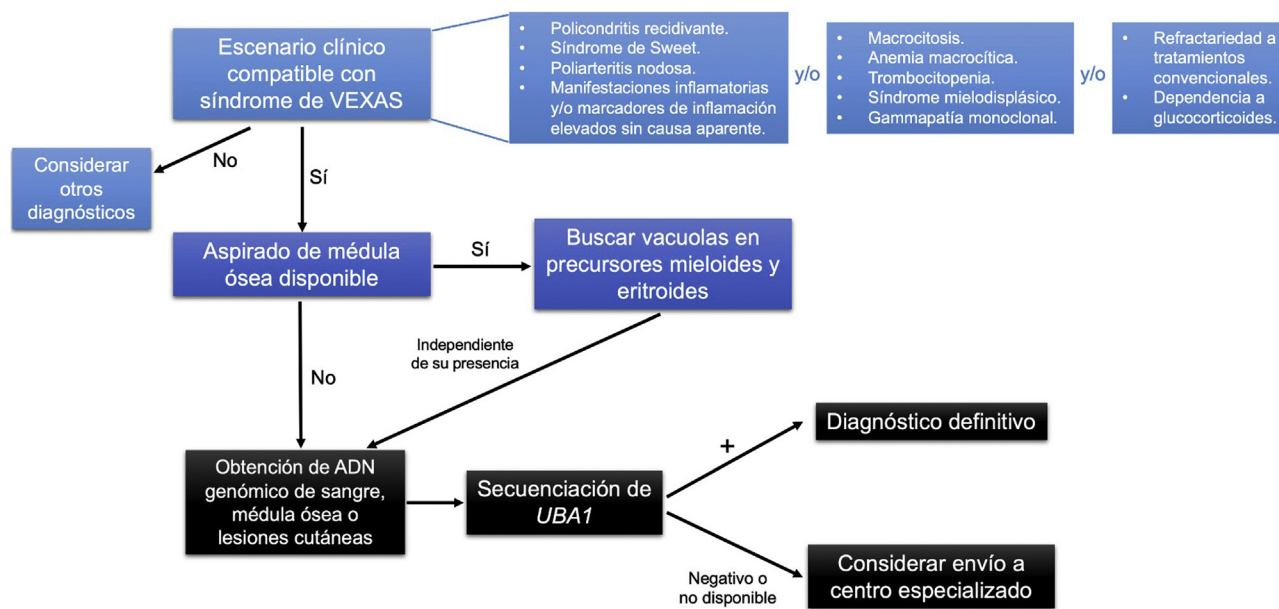 Escenario clínico
compatible con
síndrome de VEXAS
• Policondritis recidivante.
• Síndrome de Sweet.
• Poliarteritis nodosa.
• Manifestaciones inflamatorias
y/o marcadores de inflamación
elevados sin causa aparente.
y/o
• Macrocitosis.
• Anemia macrocítica.
• Trombocitopenia.
• Síndrome mielodisplásico.
• Gammapatía monoclonal.
y/o
• Refractariedad a
tratamientos
convencionales.
• Dependencia a
glucocorticoides.
No
Considerar
otros
diagnósticos
Sí
Aspirado de médula
ósea disponible
Sí
Buscar vacuolas en
precursores mieloides y
eritroides
No
Independiente
de su presencia
Obtención de ADN
genómico de sangre,
médula ósea o
lesiones cutáneas
Secuenciación de
UBA1
+
Diagnóstico definitivo
Negativo o
no disponible
Considerar envío a
centro especializado